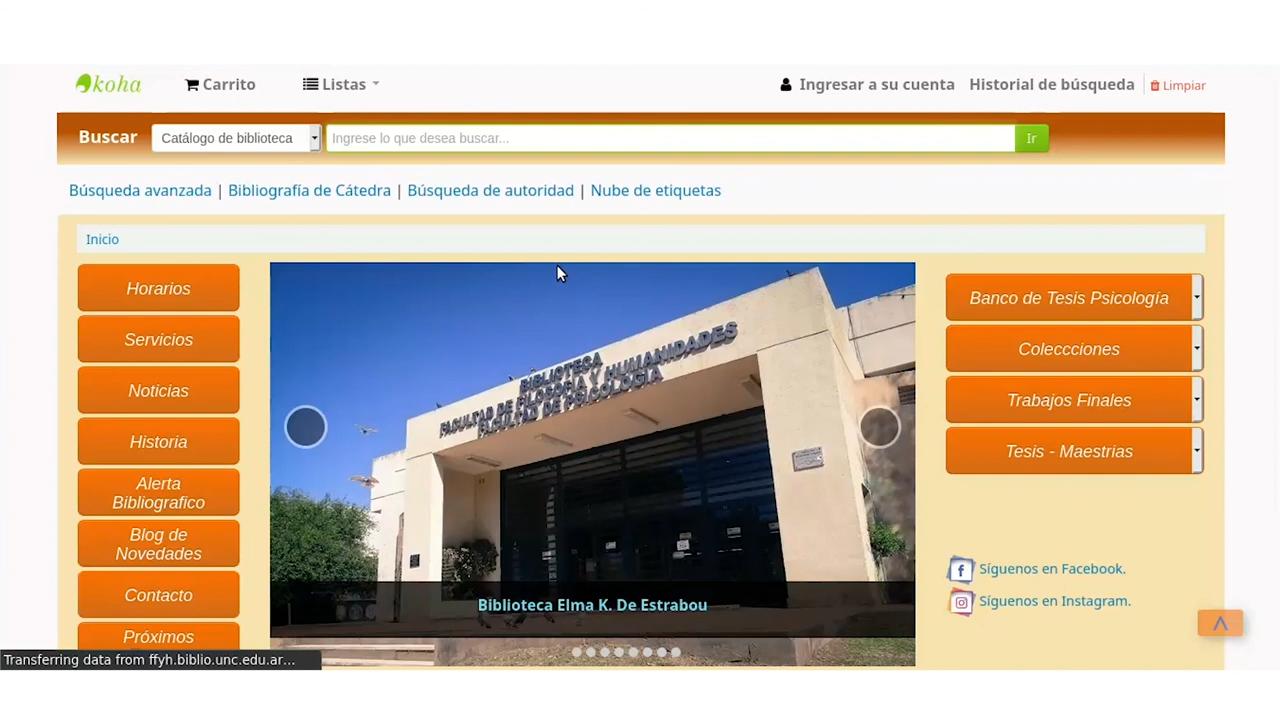 koha
Carrito
Listas
Ingresar a su cuenta
Historial de búsqueda
Limpiar
Buscar
Catálogo de biblioteca
Ingrese lo que desea buscar...
Ir
Búsqueda avanzada | Bibliografía de Cátedra | Búsqueda de autoridad | Nube de etiquetas
Inicio
Horarios
Servicios
Noticias
Historia
Alerta
Bibliografico
Blog de
Novedades
Contacto
Próximos
BIBLIOTECA
FACULTAD DE FILOSOFIA Y HUMANIDADES
FACULTAD DE PSICOLOGIA
Biblioteca Elma K. De Estrabou
Banco de Tesis Psicología
Coleccciones
Trabajos Finales
Tesis - Maestrias
Síguenos en Facebook.
Síguenos en Instagram.
Transferring data from ffyh.biblio.unc.edu.ar...